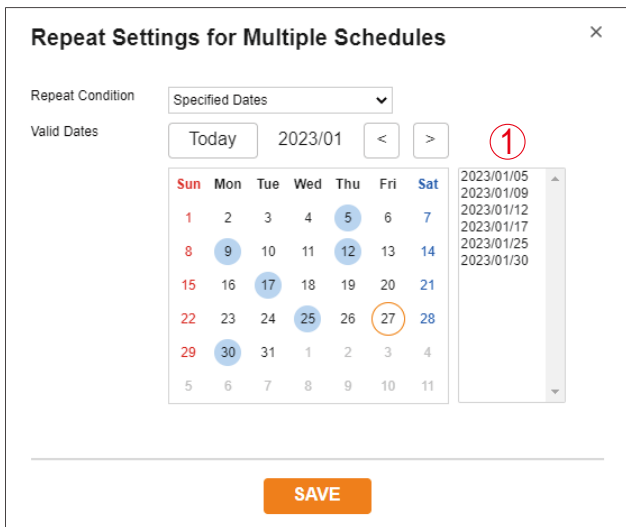 Repeat Settings for Multiple Schedules ×
Repeat Condition Specified Dates
Valid Dates Today 2023/01 < > ①
Sun Mon Tue Wed Thu Fri Sat
1 2 3 4 5 6 7
8 9 10 11 12 13 14
15 16 17 18 19 20 21
22 23 24 25 26 27 28
29 30 31 1 2 3 4
5 6 7 8 9 10 11
2023/01/05
2023/01/09
2023/01/12
2023/01/17
2023/01/25
2023/01/30
SAVE